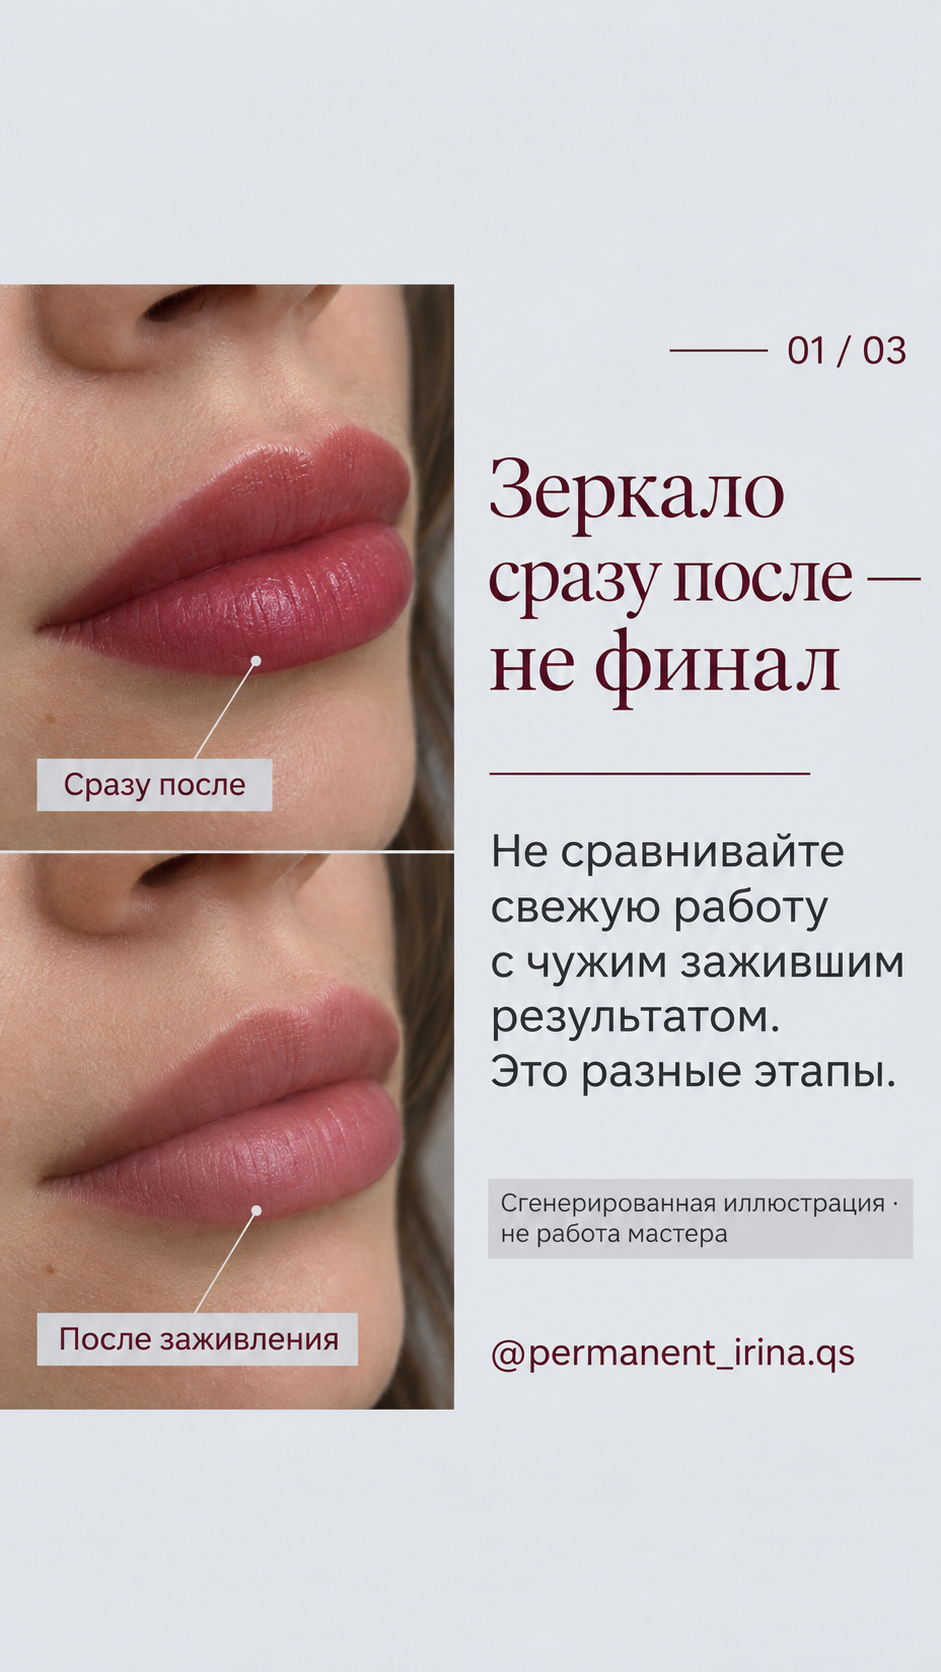 01 / 03
Зеркало
сразу после —
не финал
Сразу после
Не сравнивайте
свежую работу
с чужим зажившим
результатом.
Это разные этапы.
Сгенерированная иллюстрация ·
не работа мастера
После заживления
@permanent_irina.qs